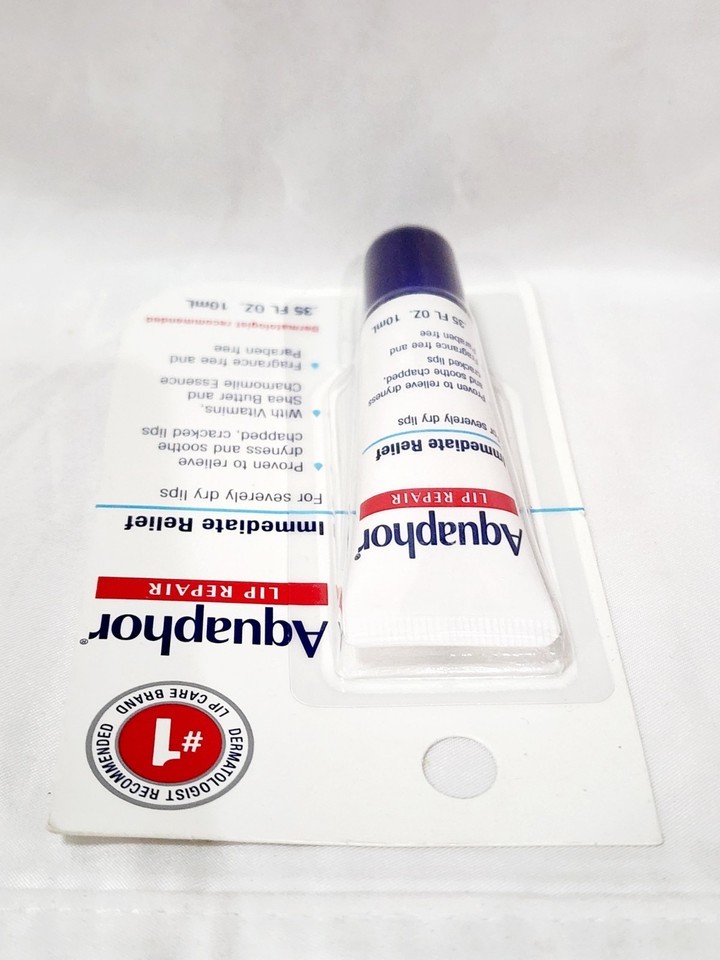 #1
DERMATOLOGIST RECOMMENDED
LIP CARE BRAND
Aquaphor®
LIP REPAIR
Immediate Relief
For severely dry lips
Proven to relieve
dryness and soothe
chapped, cracked lips
With Vitamins,
Shea Butter and
Chamomile Essence
Fragrance free and
Paraben free
Dermatologist recommended
.35 FL OZ. 10mL
Aquaphor®
LIP REPAIR
Immediate Relief
For severely dry lips
Proven to relieve dryness
and soothe chapped,
cracked lips
Fragrance free and
Paraben free
.35 FL OZ. 10mL